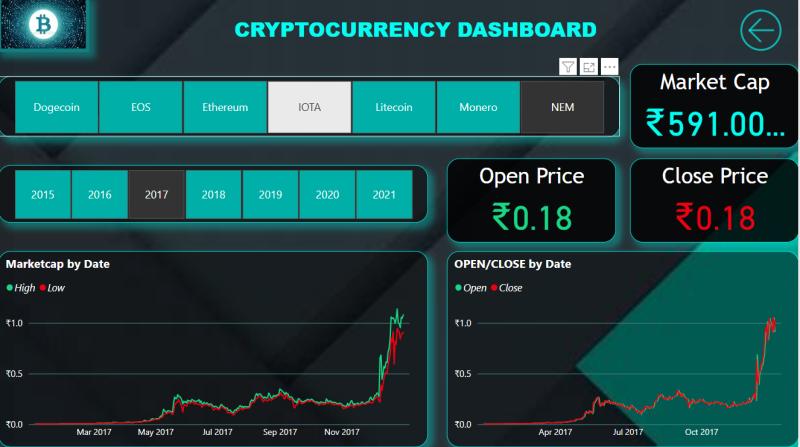 CRYPTOCURRENCY DASHBOARD
Dogecoin EOS Ethereum IOTA Litecoin Monero NEM
Market Cap
₹591.00...
2015 2016 2017 2018 2019 2020 2021
Open Price
₹0.18
Close Price
₹0.18
Marketcap by Date
High Low
₹1.0
₹0.5
₹0.0
Mar 2017 May 2017 Jul 2017 Sep 2017 Nov 2017
OPEN/CLOSE by Date
Open Close
₹1.0
₹0.5
₹0.0
Apr 2017 Jul 2017 Oct 2017